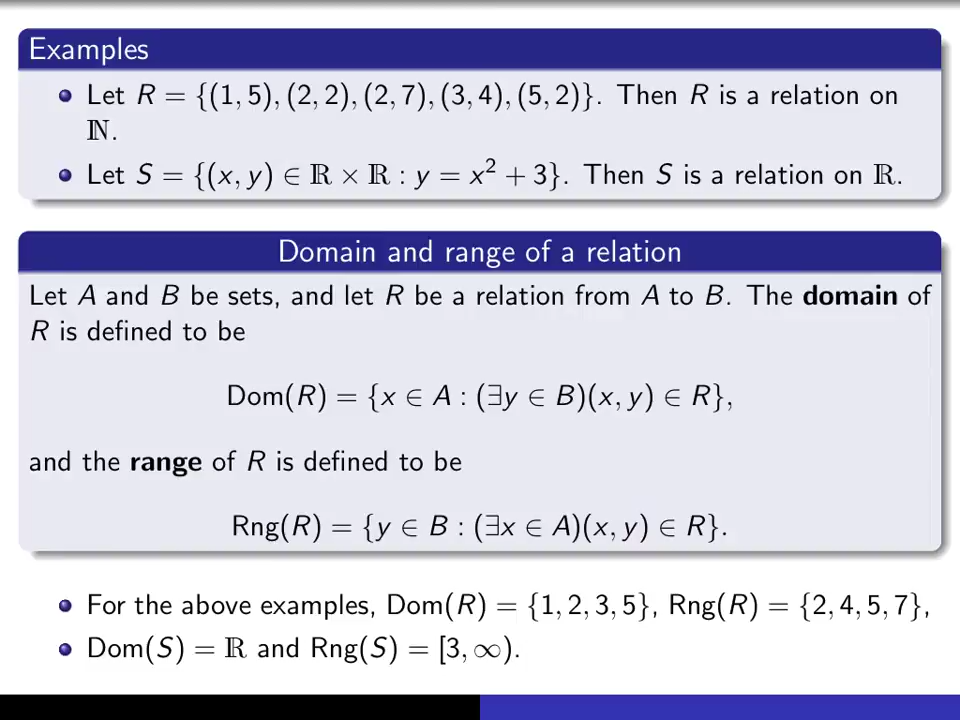 Examples
Let R = {(1, 5), (2, 2), (2, 7), (3, 4), (5, 2)}. Then R is a relation on
ℕ.
Let S = {(x, y) ∈ ℝ × ℝ : y = x² + 3}. Then S is a relation on ℝ.
Domain and range of a relation
Let A and B be sets, and let R be a relation from A to B. The domain of
R is defined to be
Dom(R) = {x ∈ A : (∃y ∈ B)(x, y) ∈ R},
and the range of R is defined to be
Rng(R) = {y ∈ B : (∃x ∈ A)(x, y) ∈ R}.
For the above examples, Dom(R) = {1, 2, 3, 5}, Rng(R) = {2, 4, 5, 7},
Dom(S) = ℝ and Rng(S) = [3, ∞).